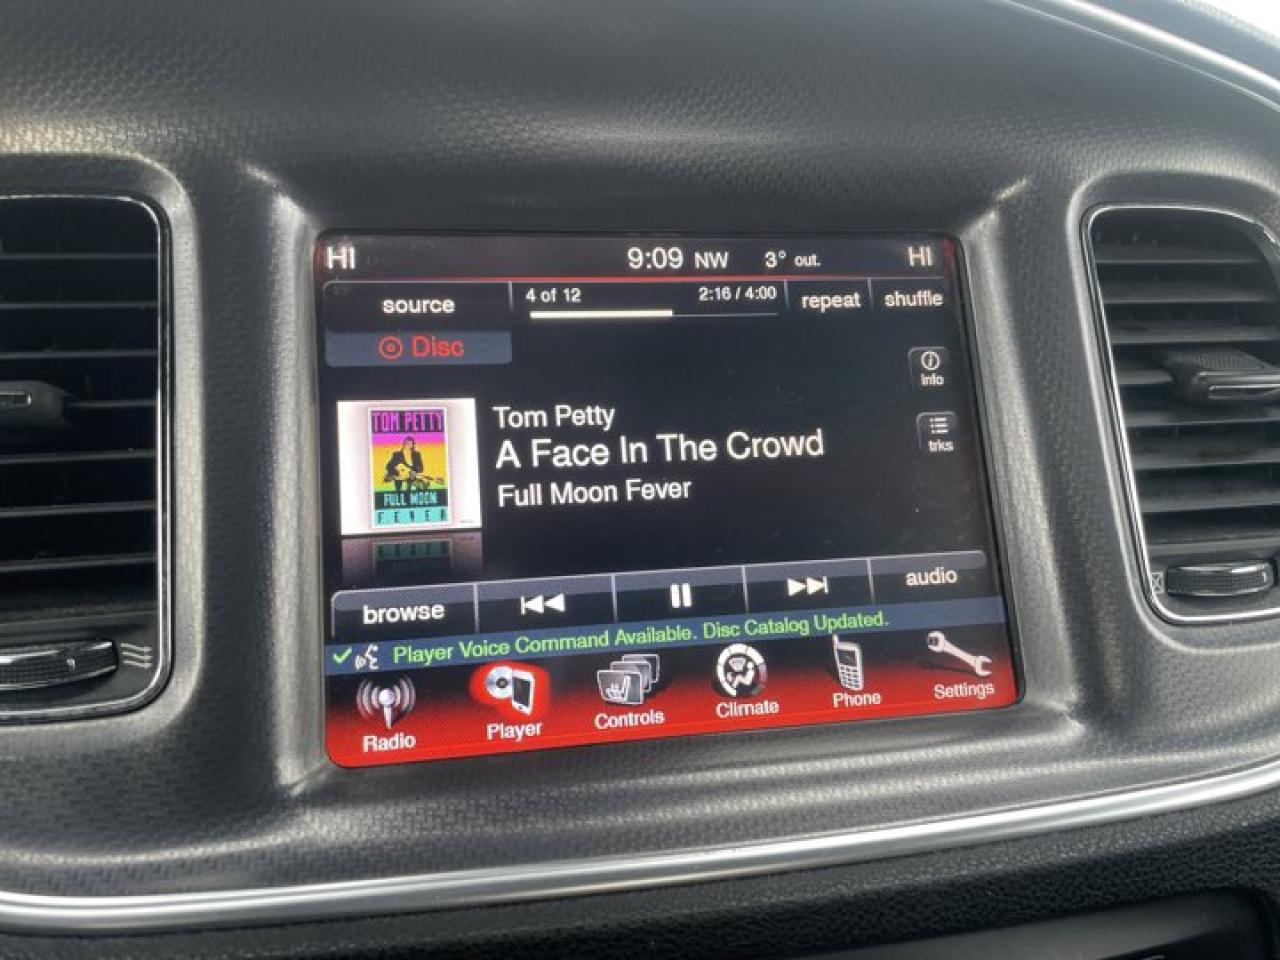 HI 9:09 NW 3° out. HI
source 4 of 12 2:16 / 4:00 repeat shuffle
Disc
info
TOM PETTY
FULL MOON
FEVER
Tom Petty
A Face In The Crowd
Full Moon Fever
trks
browse audio
Player Voice Command Available. Disc Catalog Updated.
Radio Player Controls Climate Phone Settings